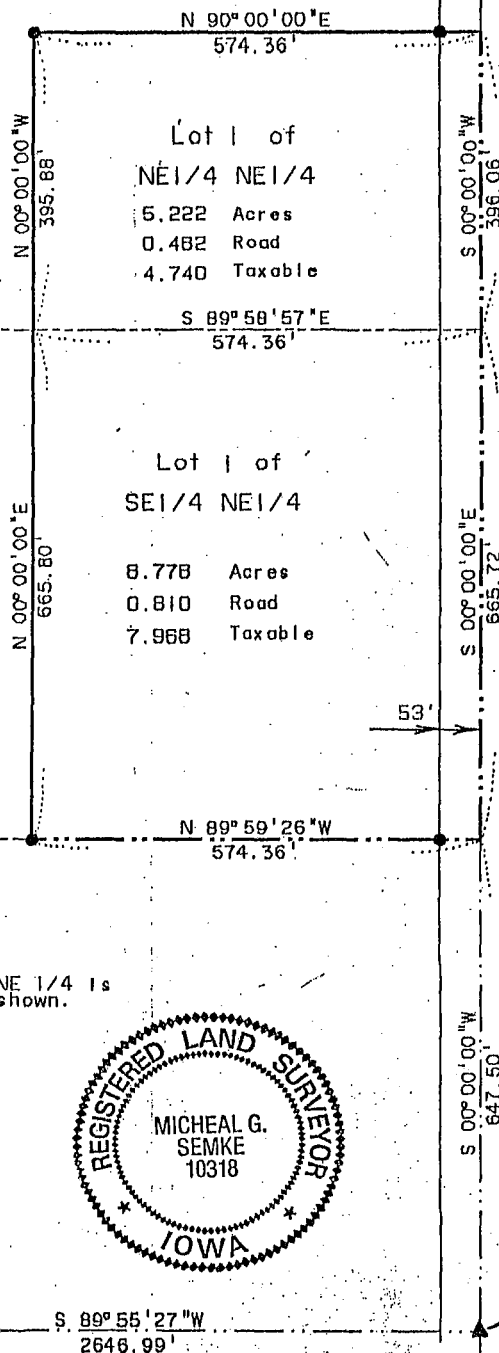 N 90°00'00"E
574.36'
N 00°00'00"W
395.88'
Lot 1 of
NE1/4 NE1/4
5.222 Acres
0.482 Road
4.740 Taxable
S 00°00'00"W
396.06'
S 89°58'57"E
574.36'
N 00°00'00"E
665.80'
Lot 1 of
SE1/4 NE1/4
8.778 Acres
0.810 Road
7.968 Taxable
S 00°00'00"E
665.72'
53'
N 89°59'26"W
574.36'
NE 1/4 is
shown.
S 00°00'00"W
647.50'
REGISTERED LAND SURVEYOR
MICHEAL G.
SEMKE
10318
* IOWA *
S 89°55'27"W
2646.99'